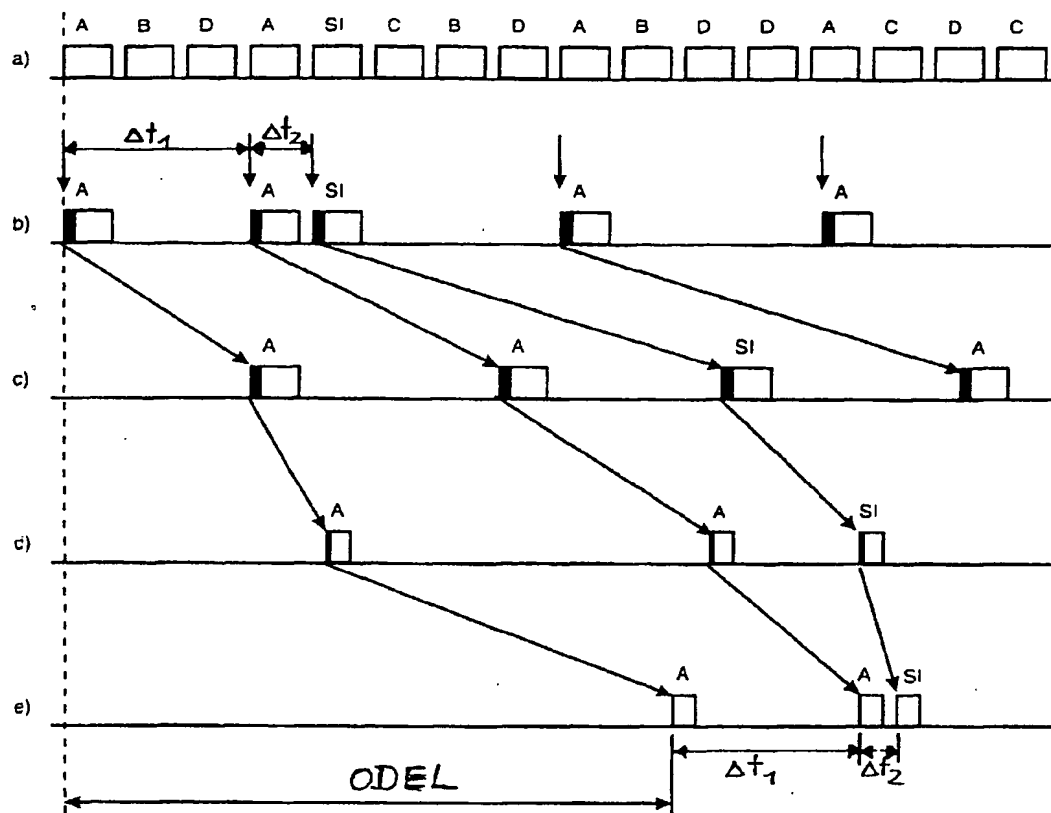 A B D A SI C B D A B D D A C D C
a)
Δt₁ Δt₂
A A SI A A
b)
A A SI A
c)
A A SI
d)
A A SI
e)
Δt₁ Δt₂
ODEL